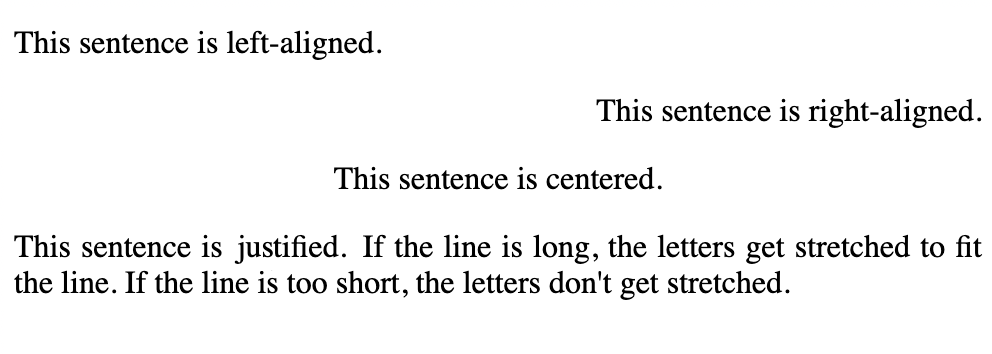 This sentence is left-aligned.
This sentence is right-aligned.
This sentence is centered.
This sentence is justified. If the line is long, the letters get stretched to fit
the line. If the line is too short, the letters don't get stretched.